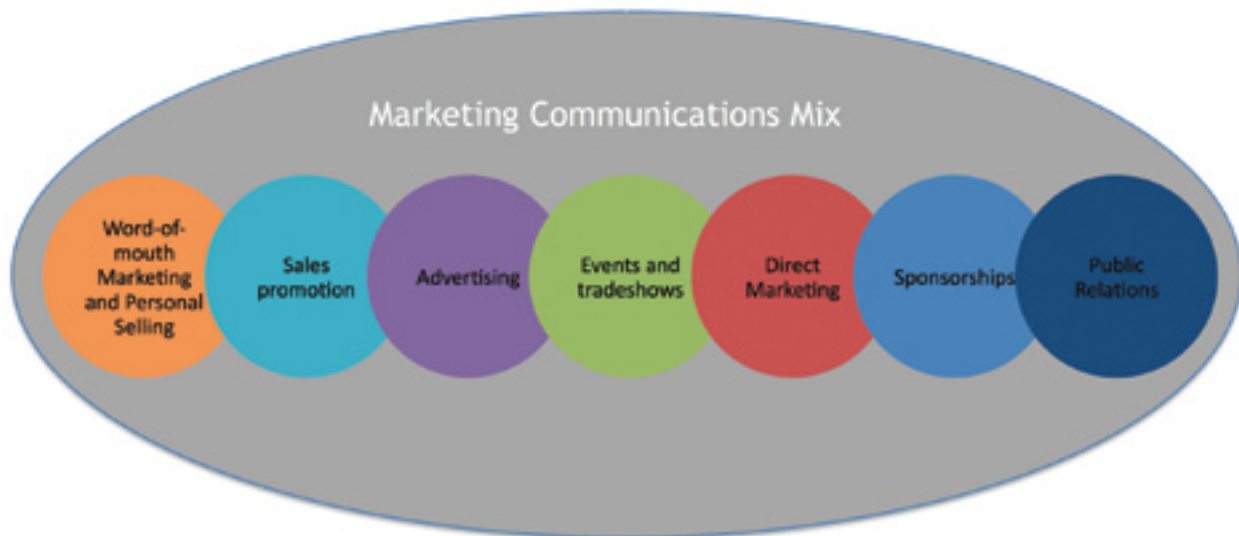 Marketing Communications Mix
Word-of-
mouth
Marketing
and Personal
Selling
Sales
promotion
Advertising
Events and
tradeshows
Direct
Marketing
Sponsorships
Public
Relations